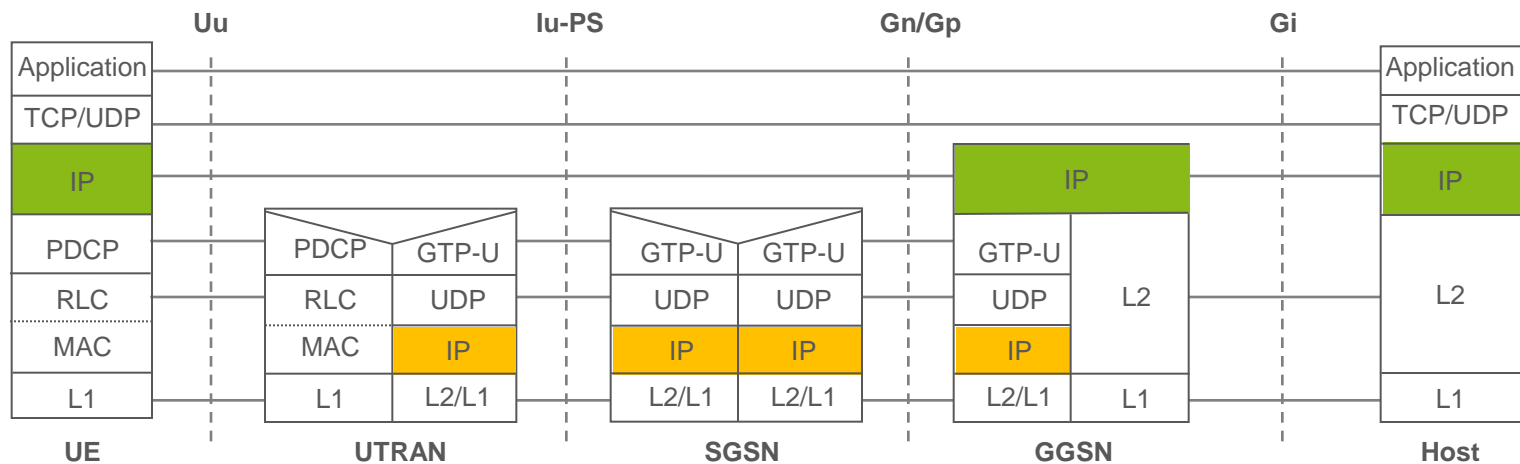 Uu Iu-PS Gn/Gp Gi
Application Application
TCP/UDP TCP/UDP
IP IP IP
PDCP PDCP GTP-U GTP-U GTP-U GTP-U
RLC RLC UDP UDP UDP UDP L2 L2
MAC MAC IP IP IP IP
L1 L1 L2/L1 L2/L1 L2/L1 L2/L1 L1 L1
UE UTRAN SGSN GGSN Host